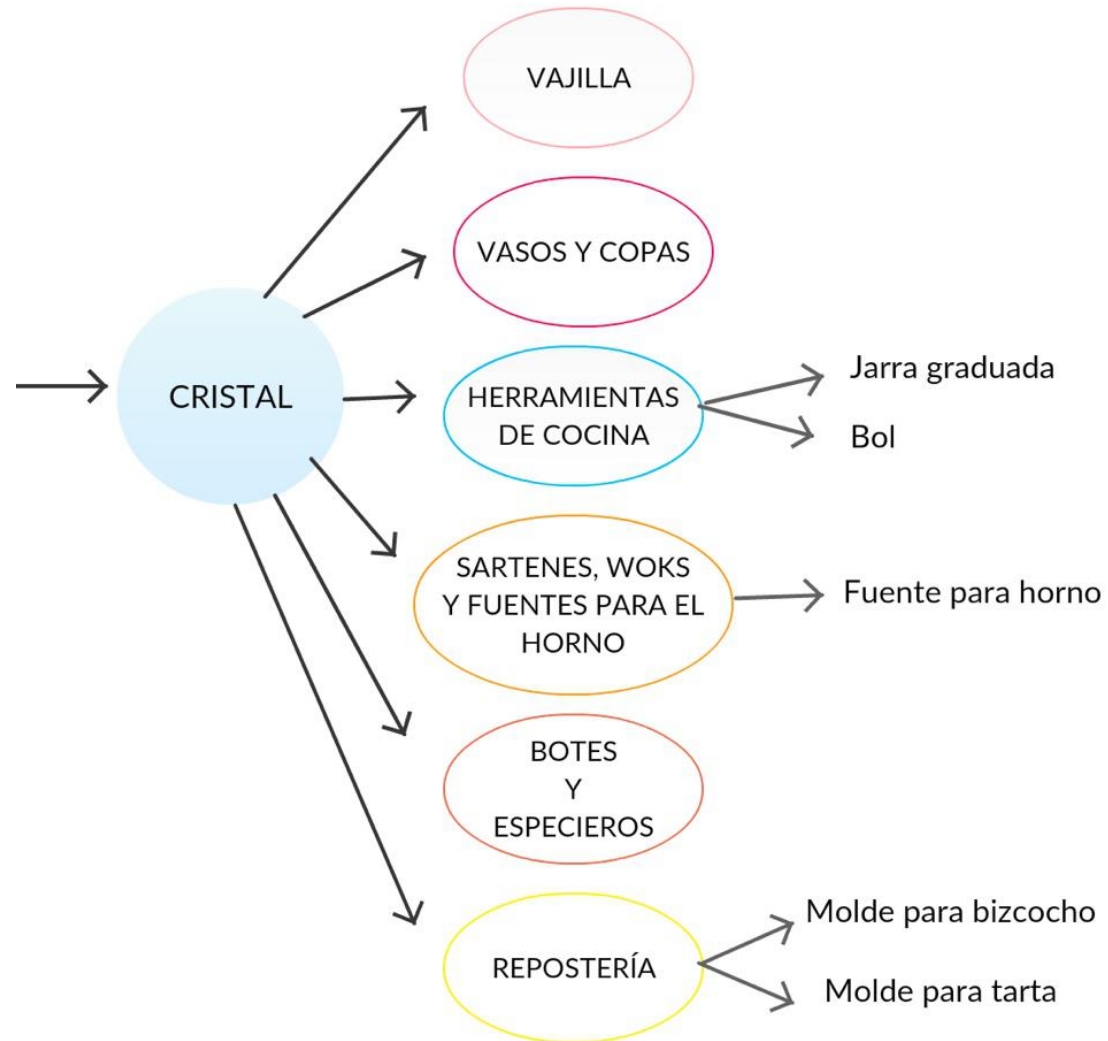 VAJILLA
VASOS Y COPAS
CRISTAL
HERRAMIENTAS
DE COCINA
Jarra graduada
Bol
SARTENES, WOKS
Y FUENTES PARA EL
HORNO
Fuente para horno
BOTES
Y
ESPECIEROS
REPOSTERÍA
Molde para bizcocho
Molde para tarta